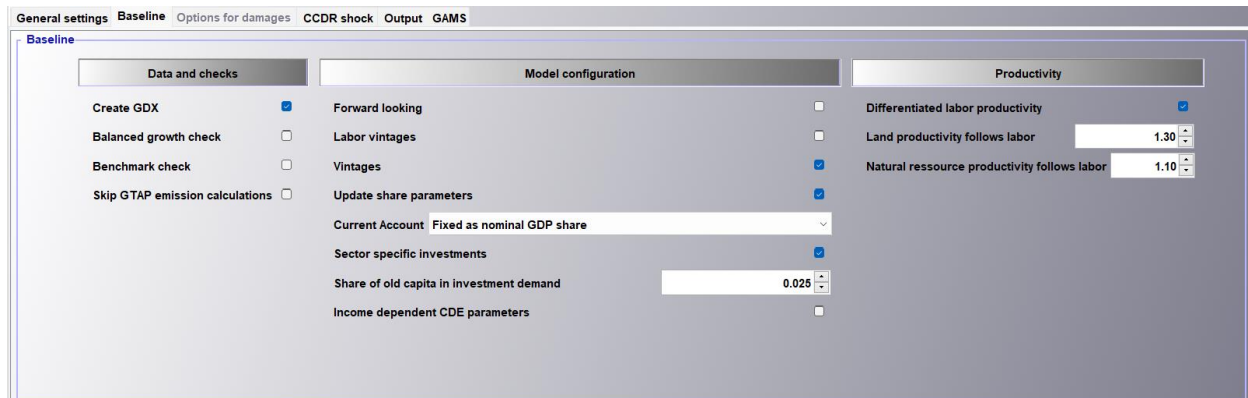 General settings Baseline Options for damages CCDR shock Output GAMS
Baseline
Data and checks
Create GDX
Balanced growth check
Benchmark check
Skip GTAP emission calculations
Model configuration
Forward looking
Labor vintages
Vintages
Update share parameters
Current Account Fixed as nominal GDP share
Sector specific investments
Share of old capita in investment demand 0.025
Income dependent CDE parameters
Productivity
Differentiated labor productivity
Land productivity follows labor 1.30
Natural ressource productivity follows labor 1.10